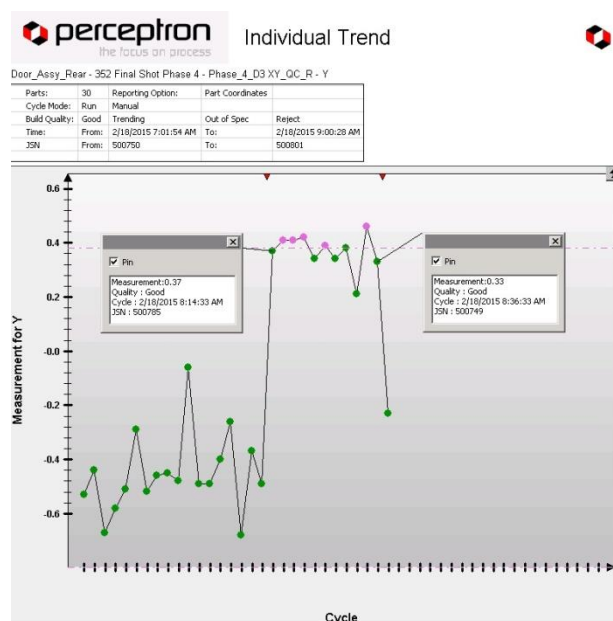 perceptron
the focus on process
Individual Trend
Door_Assy_Rear - 352 Final Shot Phase 4 - Phase_4_D3 XY_QC_R - Y
Parts: 30 Reporting Option: Part Coordinates
Cycle Mode: Run Manual
Build Quality: Good Trending Out of Spec Reject
Time: From: 2/18/2015 7:01:54 AM To: 2/18/2015 9:00:28 AM
JSN From: 500750 To: 500801
0.6
0.4
0.2
-0.0
-0.2
-0.4
-0.6
Measurement for Y
Pin
Measurement:0.37
Quality : Good
Cycle : 2/18/2015 8:14:33 AM
JSN : 500785
Pin
Measurement:0.33
Quality : Good
Cycle : 2/18/2015 8:36:33 AM
JSN : 500749
Cycle